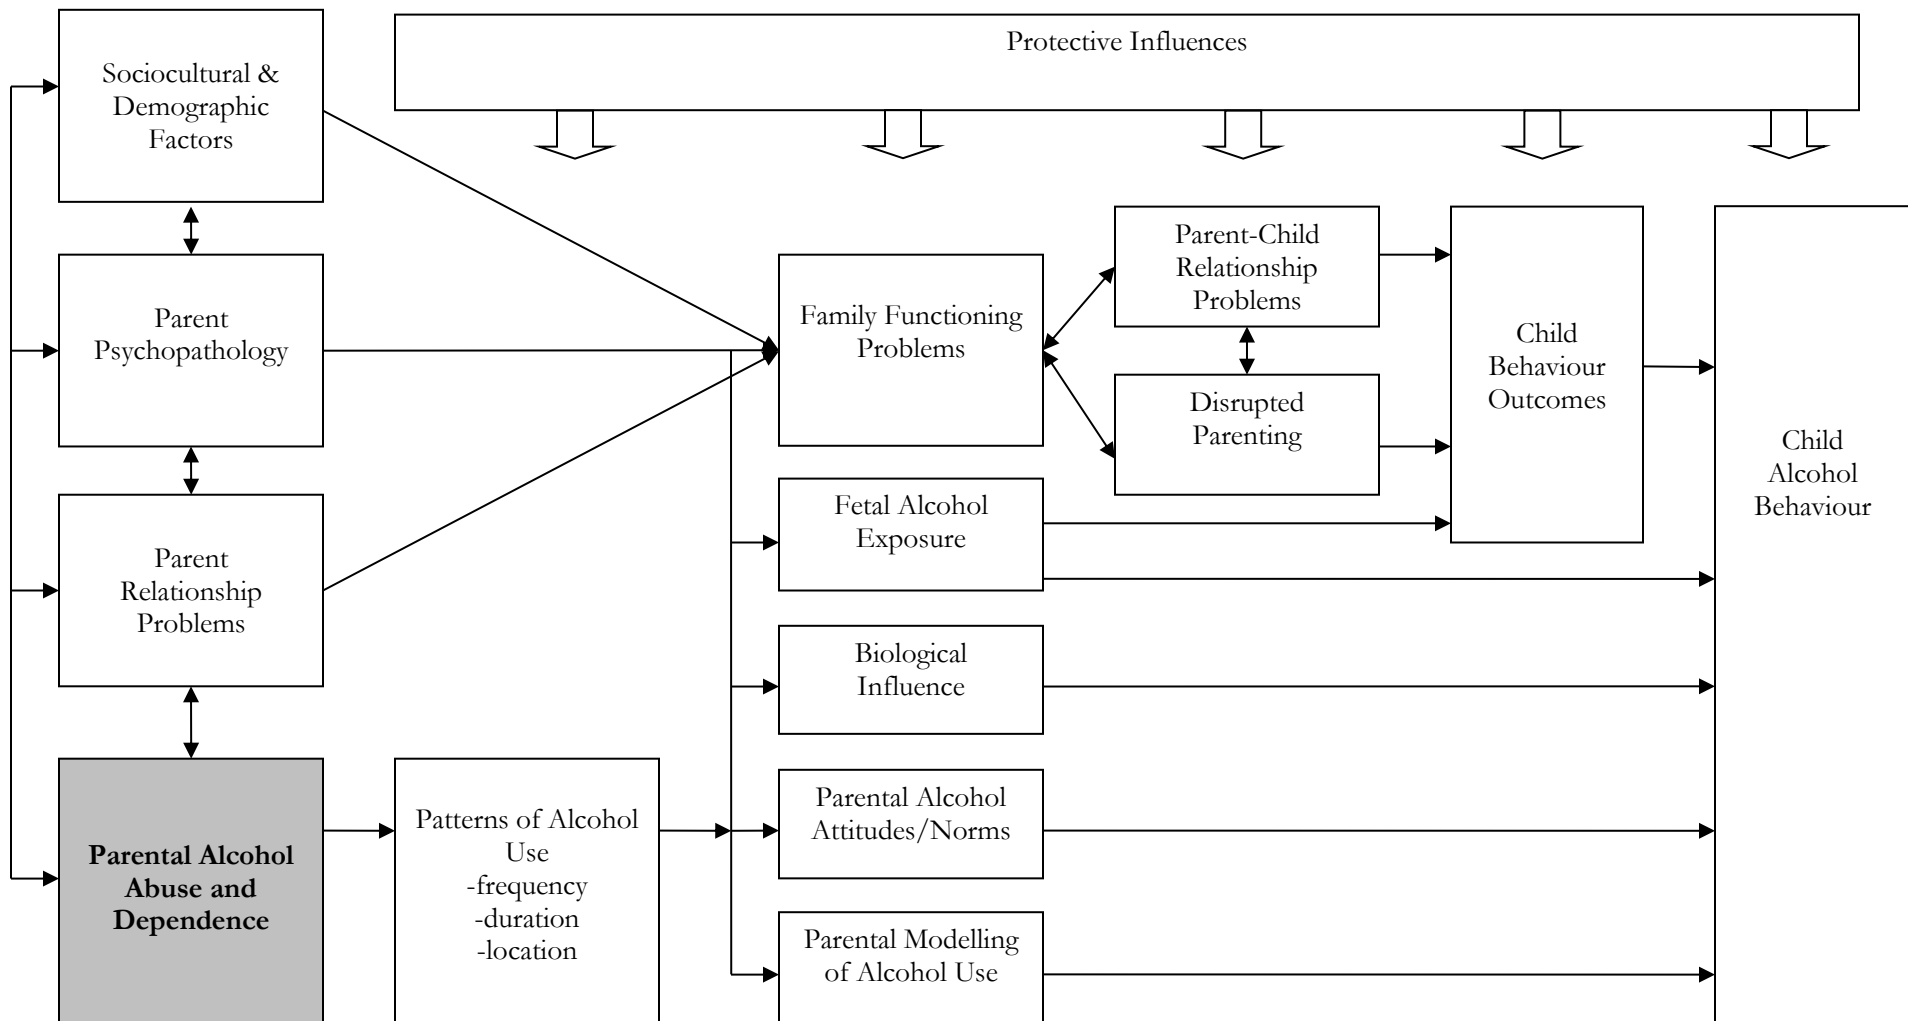 Protective Influences
Sociocultural &
Demographic
Factors
Parent
Psychopathology
Parent
Relationship
Problems
Parental Alcohol
Abuse and
Dependence
Patterns of Alcohol
Use
-frequency
-duration
-location
Family Functioning
Problems
Fetal Alcohol
Exposure
Biological
Influence
Parental Alcohol
Attitudes/Norms
Parental Modelling
of Alcohol Use
Parent-Child
Relationship
Problems
Disrupted
Parenting
Child
Behaviour
Outcomes
Child
Alcohol
Behaviour